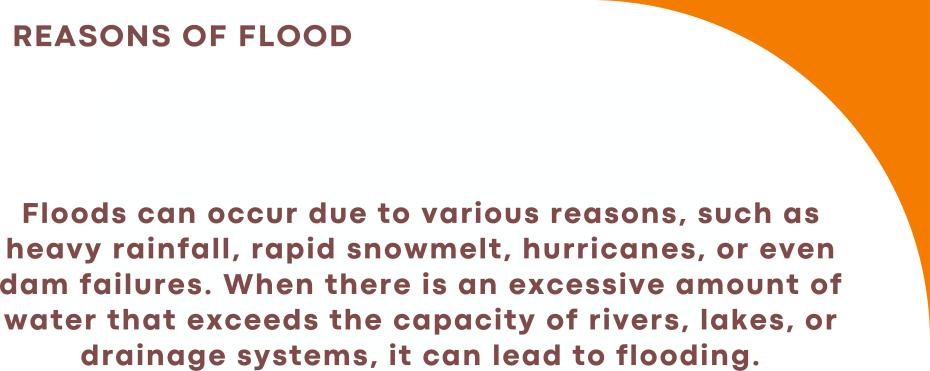 REASONS OF FLOOD
Floods can occur due to various reasons, such as
heavy rainfall, rapid snowmelt, hurricanes, or even
dam failures. When there is an excessive amount of
water that exceeds the capacity of rivers, lakes, or
drainage systems, it can lead to flooding.